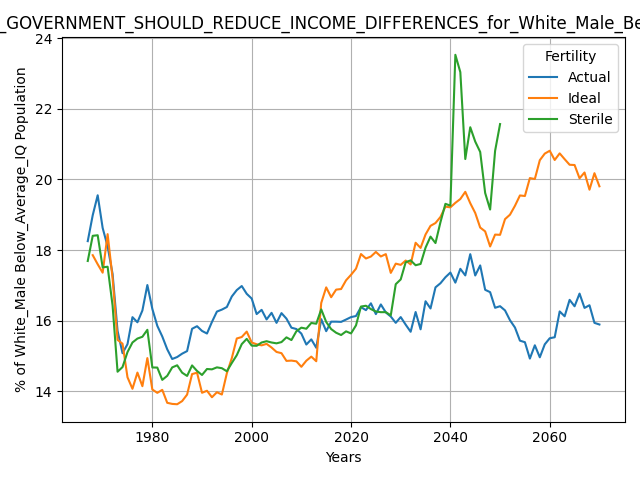 _GOVERNMENT_SHOULD_REDUCE_INCOME_DIFFERENCES_for_White_Male_Be
% of White_Male Below_Average_IQ Population
24
22
20
18
16
14
Fertility
Actual
Ideal
Sterile
1980 2000 2020 2040 2060
Years